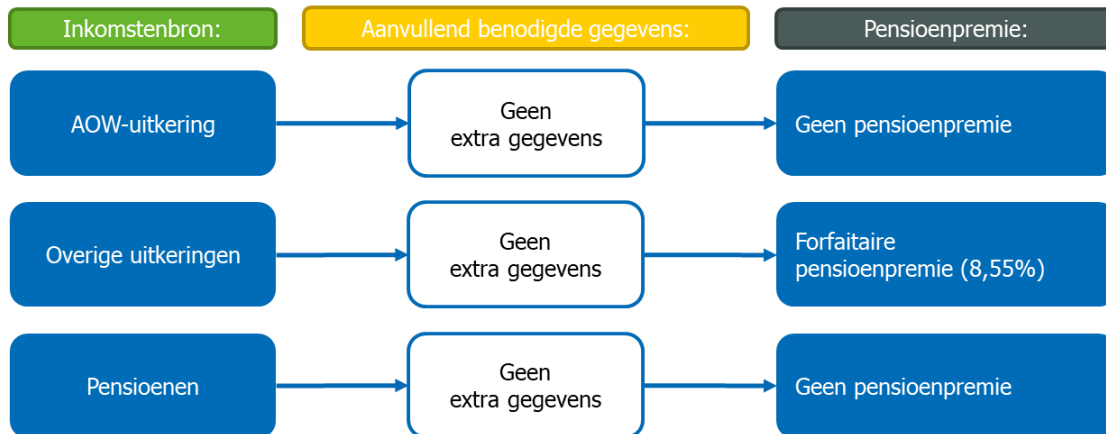 Inkomstenbron:
Aanvullend benodigde gegevens:
Pensioenpremie:
AOW-uitkering
Geen
extra gegevens
Geen pensioenpremie
Overige uitkeringen
Geen
extra gegevens
Forfaitaire
pensioenpremie (8,55%)
Pensioenen
Geen
extra gegevens
Geen pensioenpremie